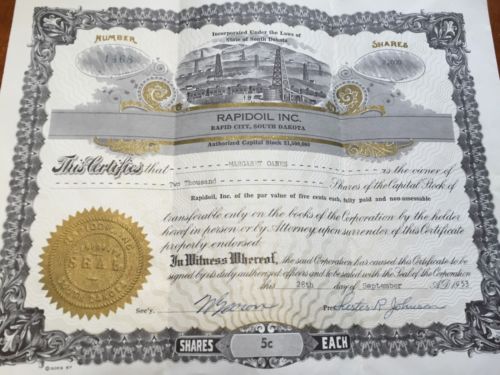 Incorporated Under the Laws of
State of South Dakota
NUMBER
SHARES
1468
RAPIDOIL INC.
RAPID CITY, SOUTH DAKOTA
Authorized Capital Stock $1,500,000
This Certifies that MARGARET OANES is the owner of
Two Thousand Shares of the Capital Stock of
Rapidoil, Inc. of the par value of five cents each, fully paid and non-assessable
transferable only on the books of the Corporation by the holder
hereof in person or by Attorney upon surrender of this Certificate
properly endorsed.
In Witness Whereof, the said Corporation has caused this Certificate to be
signed by its duly authorized officers and to be sealed with the Seal of the Corporation
this 28th day of September A.D. 1953
SEAL
Sec'y.
Pres. Chester R. Johnson
SHARES 5c EACH